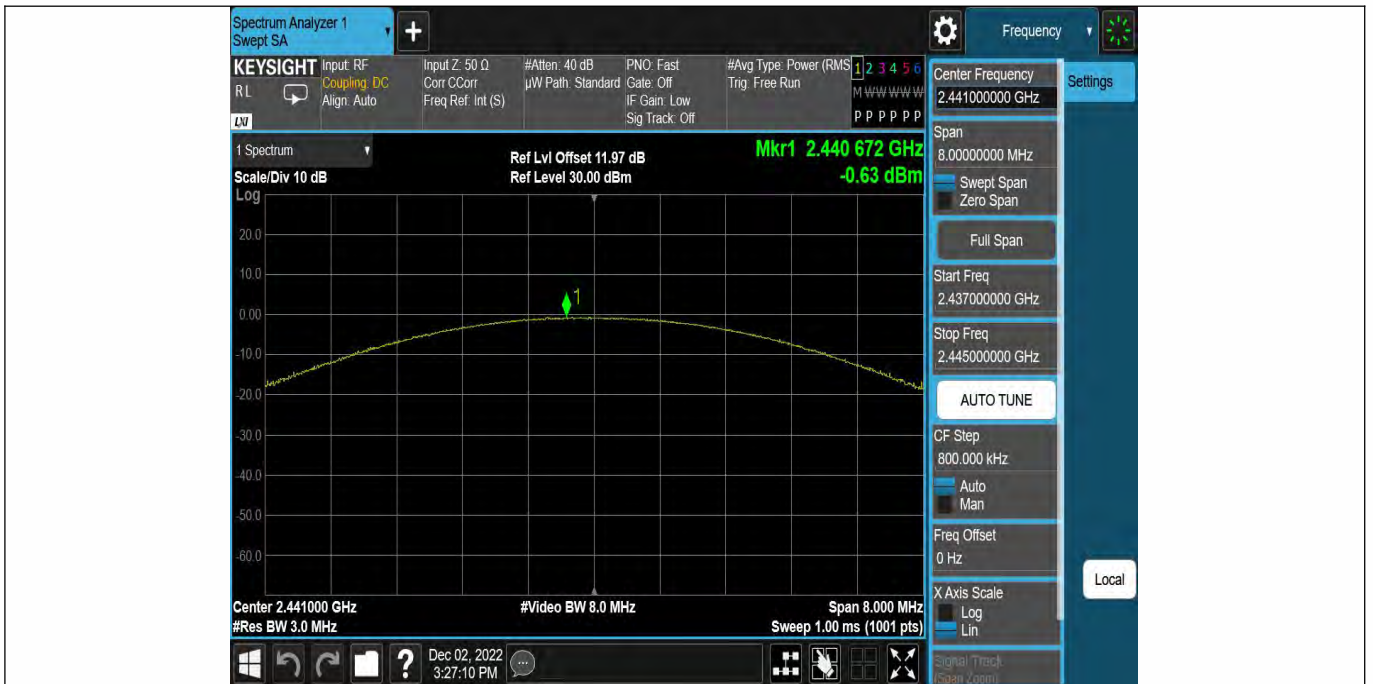 Spectrum Analyzer 1
Swept SA
+
Frequency
KEYSIGHT
RL
LXI
Input: RF
Coupling: DC
Align: Auto
Input Z: 50 Ω
Corr CCorr
Freq Ref: Int (S)
#Atten: 40 dB
µW Path: Standard
PNO: Fast
Gate: Off
IF Gain: Low
Sig Track: Off
#Avg Type: Power (RMS
Trig: Free Run
1 2 3 4 5 6
M W W W W W
P P P P P P
1 Spectrum
Scale/Div 10 dB
Log
Ref Lvl Offset 11.97 dB
Ref Level 30.00 dBm
Mkr1 2.440 672 GHz
-0.63 dBm
20.0
10.0
0.00
-10.0
-20.0
-30.0
-40.0
-50.0
-60.0
1
Center 2.441000 GHz
#Res BW 3.0 MHz
#Video BW 8.0 MHz
Span 8.000 MHz
Sweep 1.00 ms (1001 pts)
Center Frequency
2.441000000 GHz
Settings
Span
8.00000000 MHz
Swept Span
Zero Span
Full Span
Start Freq
2.437000000 GHz
Stop Freq
2.445000000 GHz
AUTO TUNE
CF Step
800.000 kHz
Auto
Man
Freq Offset
0 Hz
X Axis Scale
Log
Lin
Signal Track
(Span Zoom)
Local
?
Dec 02, 2022
3:27:10 PM